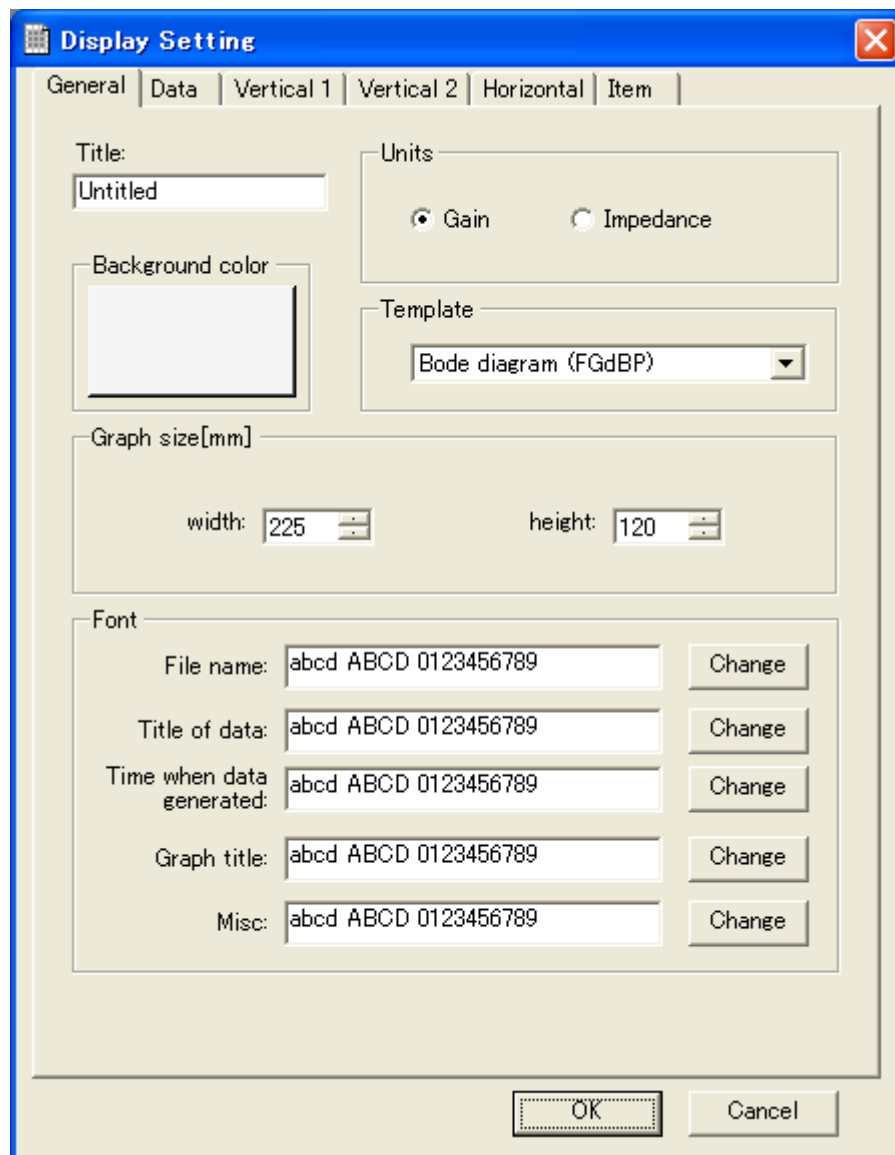 Display Setting
General Data Vertical 1 Vertical 2 Horizontal Item
Title:
Untitled
Units
Gain Impedance
Background color
Template
Bode diagram (FGdBP)
Graph size[mm]
width: 225 height: 120
Font
File name: abcd ABCD 0123456789 Change
Title of data: abcd ABCD 0123456789 Change
Time when data
generated: abcd ABCD 0123456789 Change
Graph title: abcd ABCD 0123456789 Change
Misc: abcd ABCD 0123456789 Change
OK Cancel